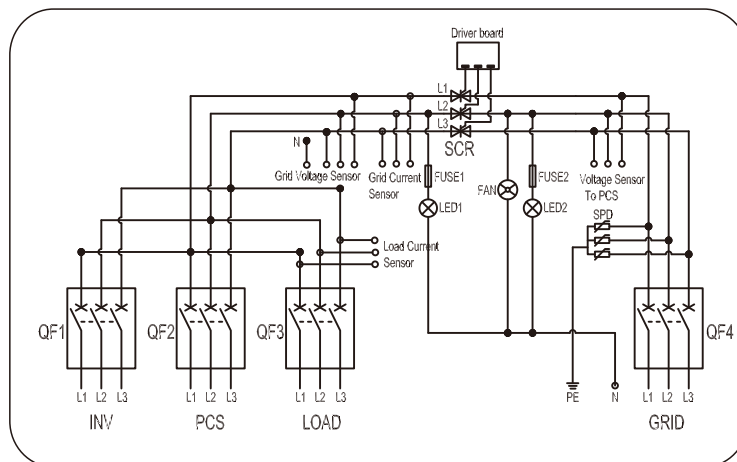 Driver board
L1
L2
L3
SCR
N
Grid Voltage Sensor
Grid Current
Sensor
FUSE1
LED1
FAN
FUSE2
LED2
Voltage Sensor
To PCS
SPD
Load Current
Sensor
QF1
QF2
QF3
QF4
L1 L2 L3
L1 L2 L3
L1 L2 L3
PE
N
L1 L2 L3
INV
PCS
LOAD
GRID